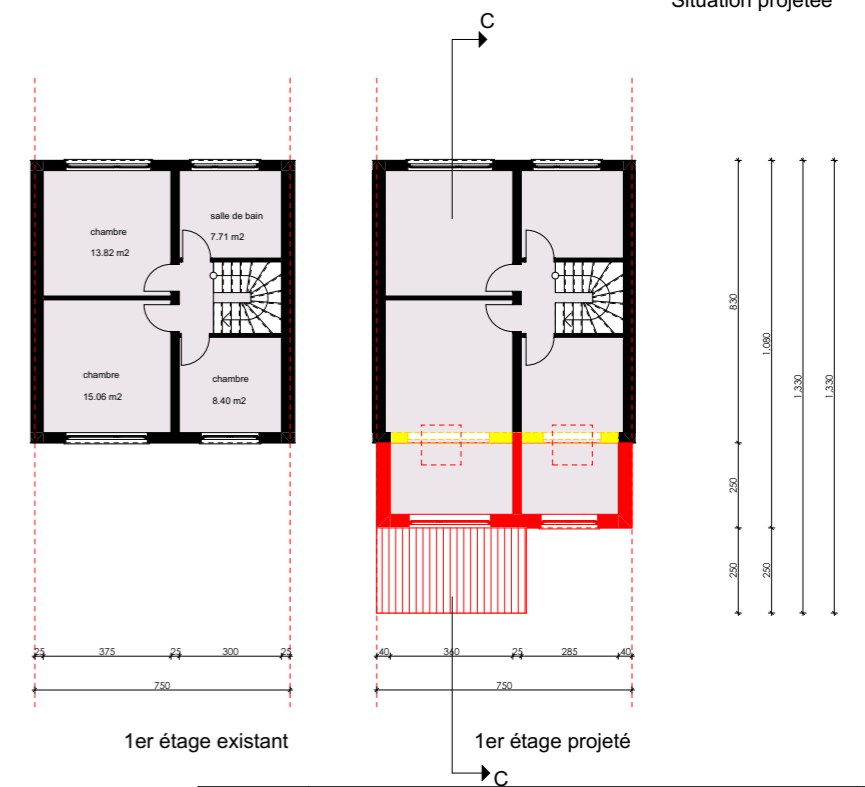 Situation projetée
C
chambre
13.82 m2
salle de bain
7.71 m2
chambre
15.06 m2
chambre
8.40 m2
830
1,080
1,330
1,330
250
250
250
25 375 25 300 25
750
40 360 25 285 40
750
1er étage existant
1er étage projeté
C